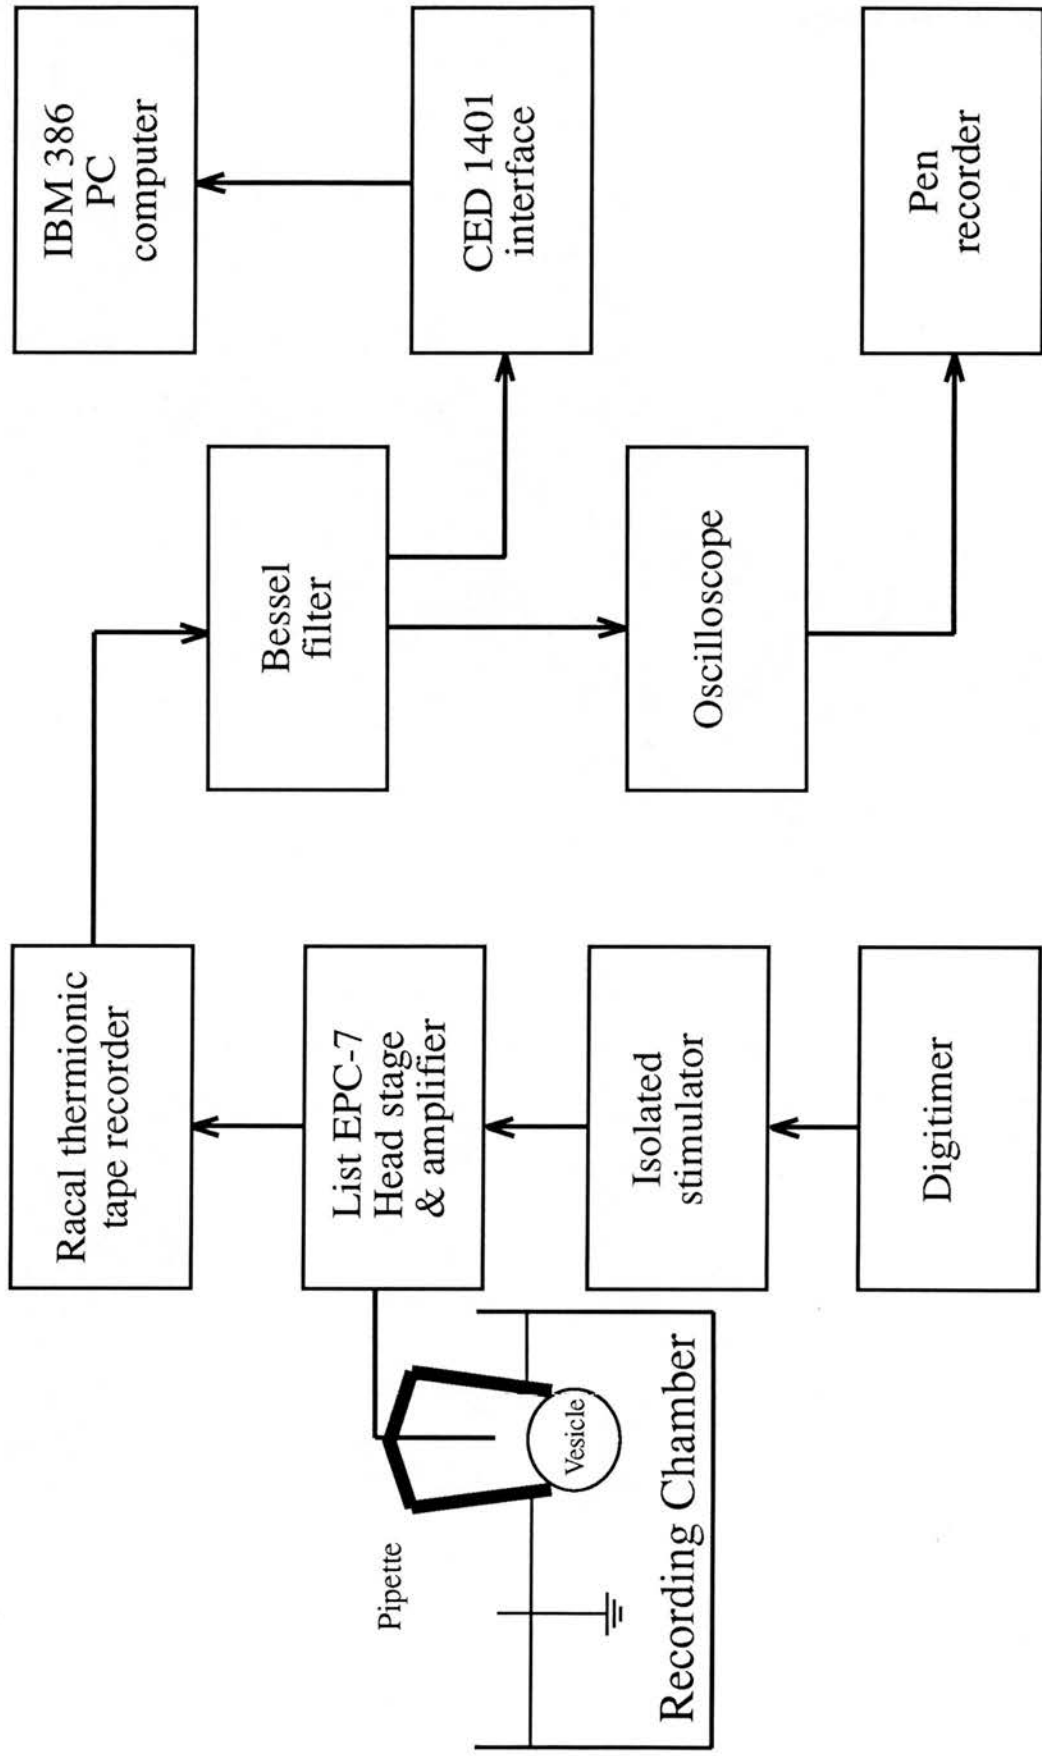 Pipette
Vesicle
Recording Chamber
Racal thermionic
tape recorder
List EPC-7
Head stage
& amplifier
Isolated
stimulator
Digitimer
Bessel
filter
Oscilloscope
IBM 386
PC
computer
CED 1401
interface
Pen
recorder